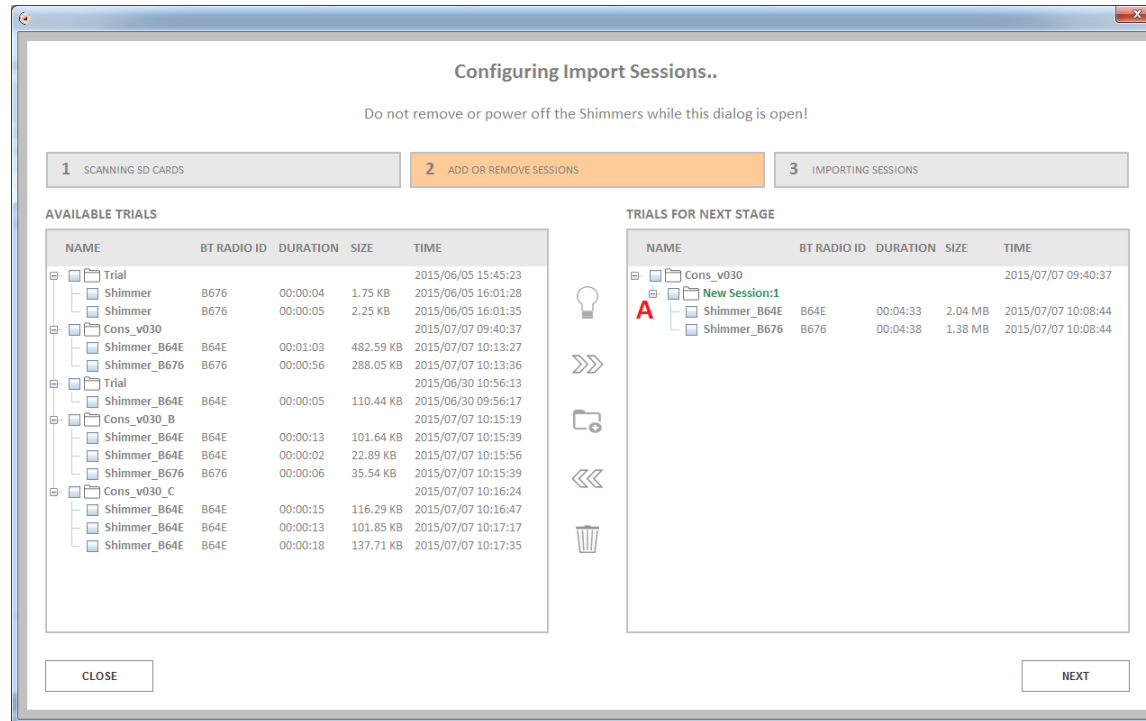 Configuring Import Sessions..
Do not remove or power off the Shimmers while this dialog is open!
1 SCANNING SD CARDS
2 ADD OR REMOVE SESSIONS
3 IMPORTING SESSIONS
AVAILABLE TRIALS
NAME BT RADIO ID DURATION SIZE TIME
Trial 2015/06/05 15:45:23
Shimmer B676 00:00:04 1.75 KB 2015/06/05 16:01:28
Shimmer B676 00:00:05 2.25 KB 2015/06/05 16:01:35
Cons_v030 2015/07/07 09:40:37
Shimmer_B64E B64E 00:01:03 482.59 KB 2015/07/07 10:13:27
Shimmer_B676 B676 00:00:56 288.05 KB 2015/07/07 10:13:36
Trial 2015/06/30 10:56:13
Shimmer_B64E B64E 00:00:05 110.44 KB 2015/06/30 09:56:17
Cons_v030_B 2015/07/07 10:15:19
Shimmer_B64E B64E 00:00:13 101.64 KB 2015/07/07 10:15:39
Shimmer_B64E B64E 00:00:02 22.89 KB 2015/07/07 10:15:56
Shimmer_B676 B676 00:00:06 35.54 KB 2015/07/07 10:15:39
Cons_v030_C 2015/07/07 10:16:24
Shimmer_B64E B64E 00:00:15 116.29 KB 2015/07/07 10:16:47
Shimmer_B64E B64E 00:00:13 101.85 KB 2015/07/07 10:17:17
Shimmer_B64E B64E 00:00:18 137.71 KB 2015/07/07 10:17:35
TRIALS FOR NEXT STAGE
NAME BT RADIO ID DURATION SIZE TIME
Cons_v030 2015/07/07 09:40:37
New Session:1
A Shimmer_B64E B64E 00:04:33 2.04 MB 2015/07/07 10:08:44
Shimmer_B676 B676 00:04:38 1.38 MB 2015/07/07 10:08:44
CLOSE
NEXT